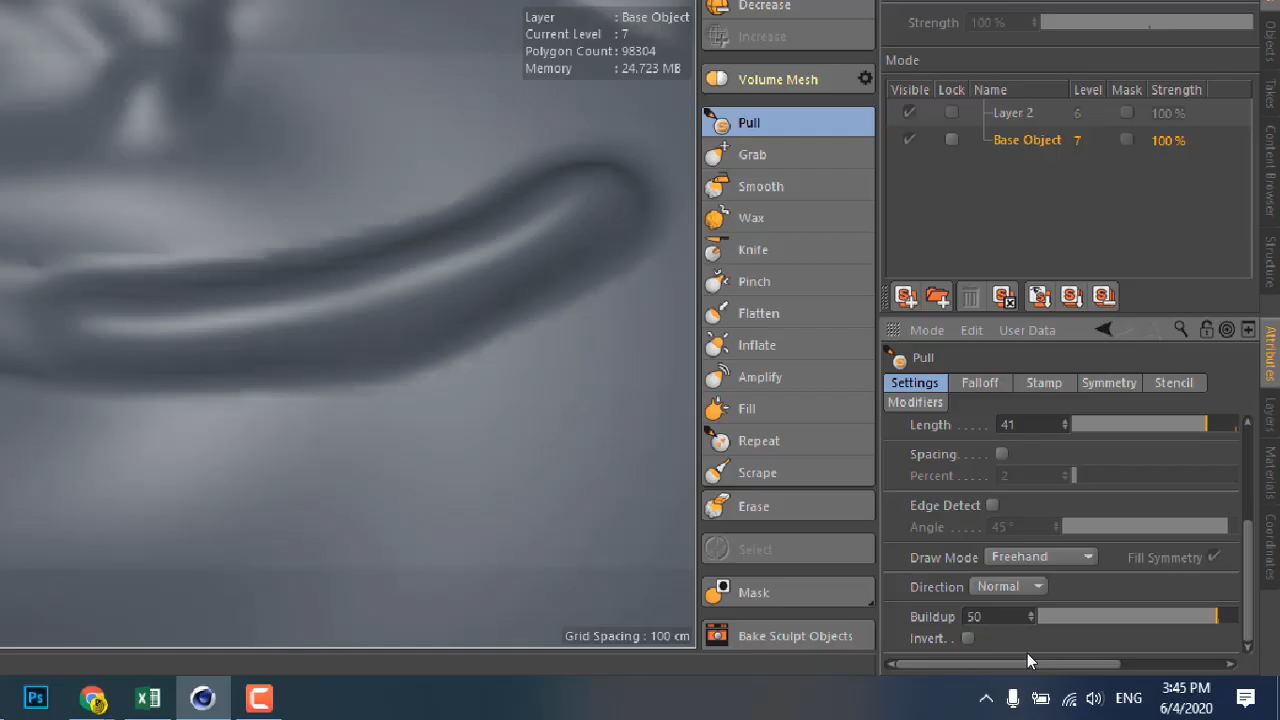 Layer : Base Object
Current Level : 7
Polygon Count : 98304
Memory : 24.723 MB
Decrease
Increase
Volume Mesh
Pull
Grab
Smooth
Wax
Knife
Pinch
Flatten
Inflate
Amplify
Fill
Repeat
Scrape
Erase
Select
Mask
Bake Sculpt Objects
Grid Spacing : 100 cm
Strength 100 %
Mode
Visible Lock Name Level Mask Strength
Layer 2 6 100 %
Base Object 7 100 %
Mode Edit User Data
Pull
Settings Falloff Stamp Symmetry Stencil
Modifiers
Length 41
Spacing
Percent 2
Edge Detect
Angle 45°
Draw Mode Freehand Fill Symmetry
Direction Normal
Buildup 50
Invert
Objects
Takes
Content Browser
Structure
Attributes
Layers
Materials
Coordinates
Ps
ENG
3:45 PM
6/4/2020